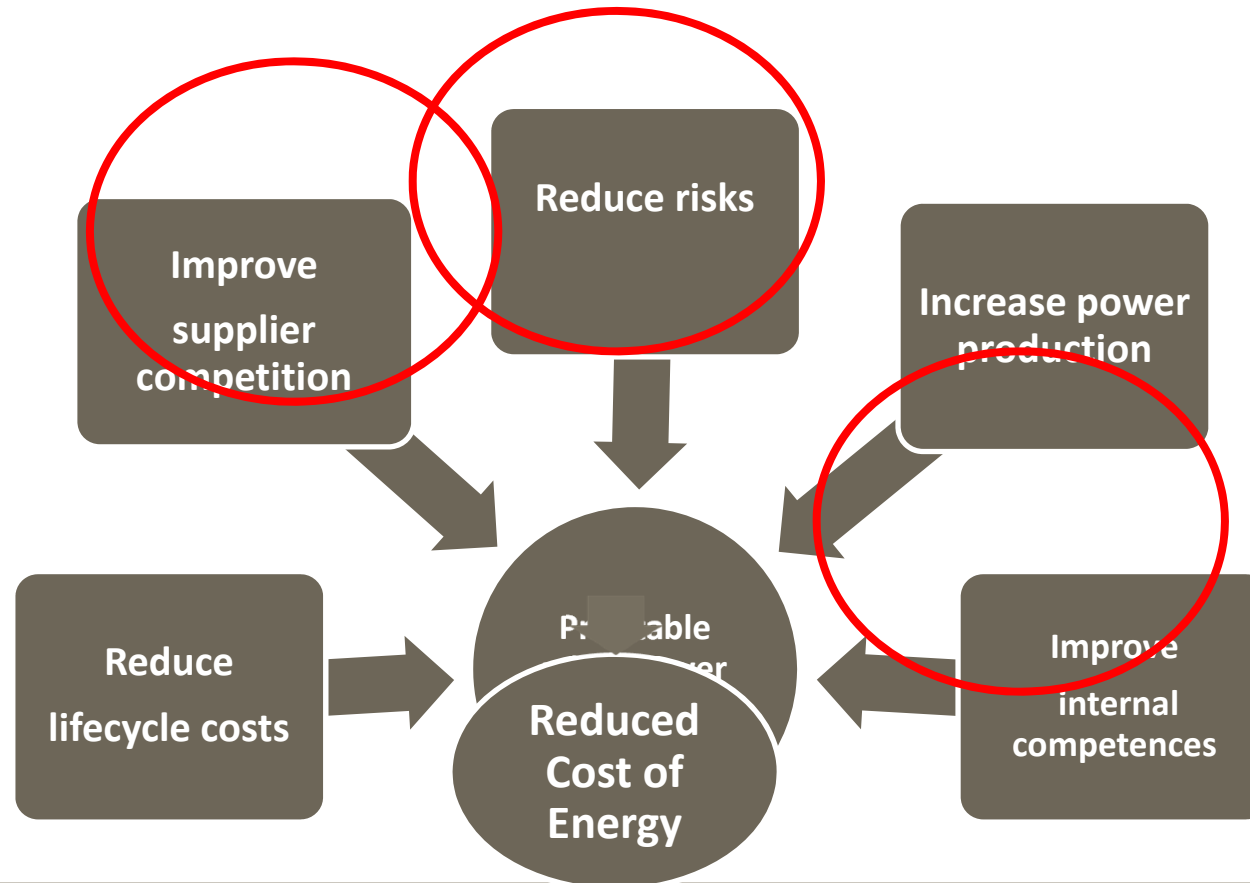 Reduce risks
Improve
supplier
competition
Increase power
production
Reduce
lifecycle costs
Improve
internal
competences
Reduced
Cost of
Energy